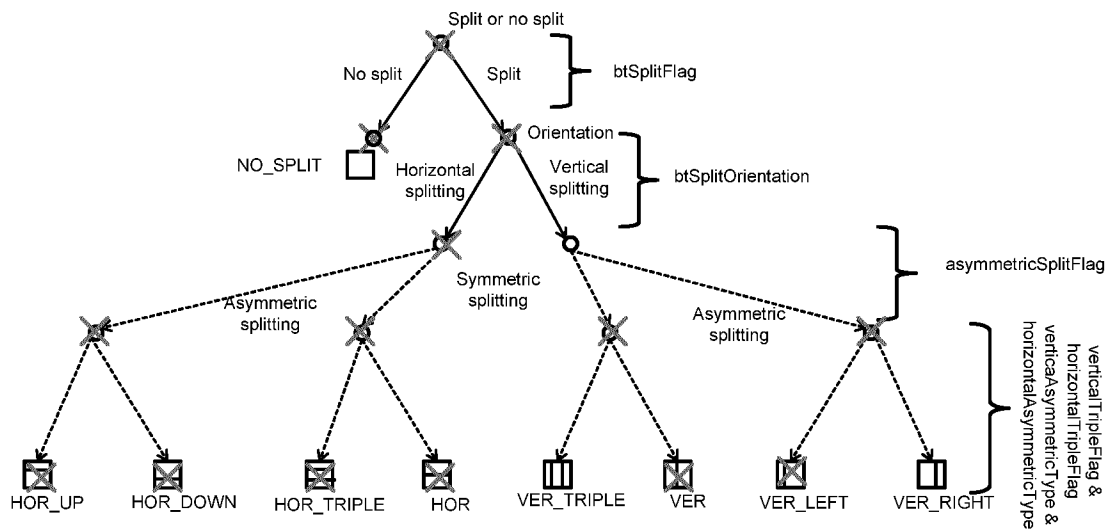 Split or no split
No split
Split
btSplitFlag
NO_SPLIT
Orientation
Horizontal
splitting
Vertical
splitting
btSplitOrientation
Symmetric
splitting
Asymmetric
splitting
Asymmetric
splitting
asymmetricSplitFlag
verticalTripleFlag &
horizontalTripleFlag
verticaAsymmetricType &
horizontalAsymmetricType
HOR_UP
HOR_DOWN
HOR_TRIPLE
HOR
VER_TRIPLE
VER
VER_LEFT
VER_RIGHT